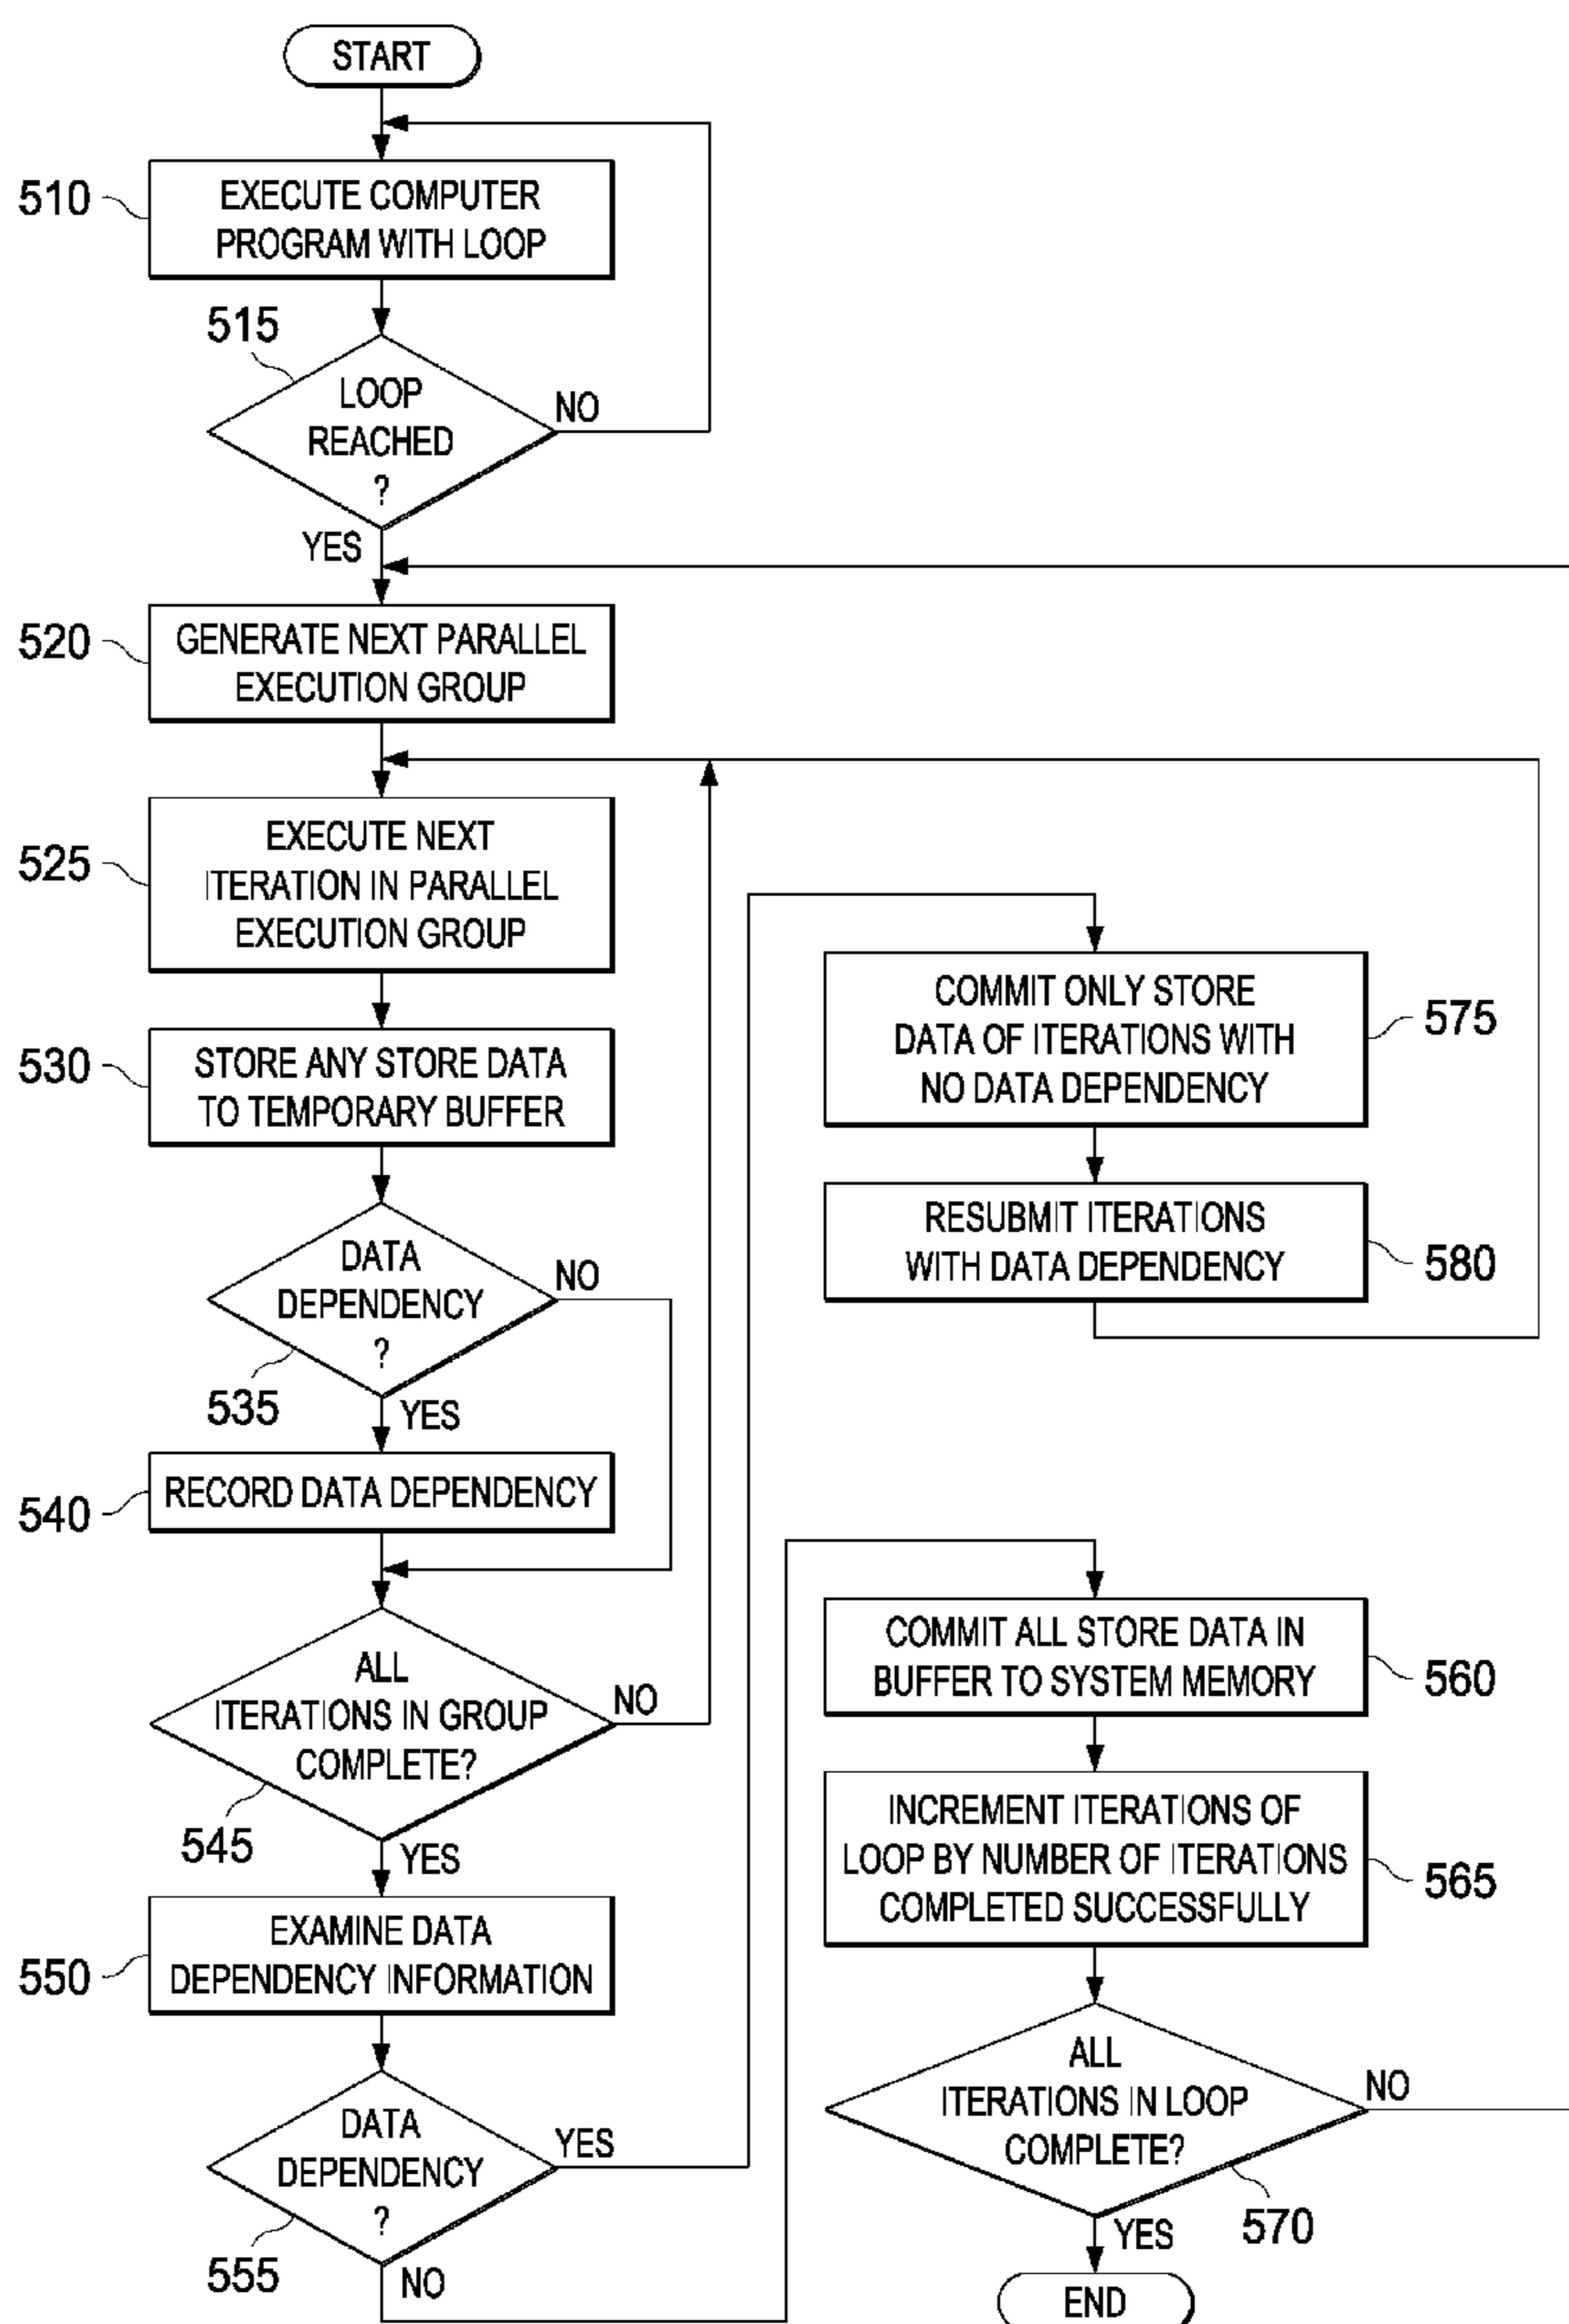 START
510
EXECUTE COMPUTER
PROGRAM WITH LOOP
515
LOOP
REACHED
?
NO
YES
520
GENERATE NEXT PARALLEL
EXECUTION GROUP
525
EXECUTE NEXT
ITERATION IN PARALLEL
EXECUTION GROUP
530
STORE ANY STORE DATA
TO TEMPORARY BUFFER
DATA
DEPENDENCY
?
NO
535
YES
540
RECORD DATA DEPENDENCY
ALL
ITERATIONS IN GROUP
COMPLETE?
NO
545
YES
550
EXAMINE DATA
DEPENDENCY INFORMATION
DATA
DEPENDENCY
?
YES
555
NO
COMMIT ONLY STORE
DATA OF ITERATIONS WITH
NO DATA DEPENDENCY
575
RESUBMIT ITERATIONS
WITH DATA DEPENDENCY
580
COMMIT ALL STORE DATA IN
BUFFER TO SYSTEM MEMORY
560
INCREMENT ITERATIONS OF
LOOP BY NUMBER OF ITERATIONS
COMPLETED SUCCESSFULLY
565
ALL
ITERATIONS IN LOOP
COMPLETE?
NO
570
YES
END